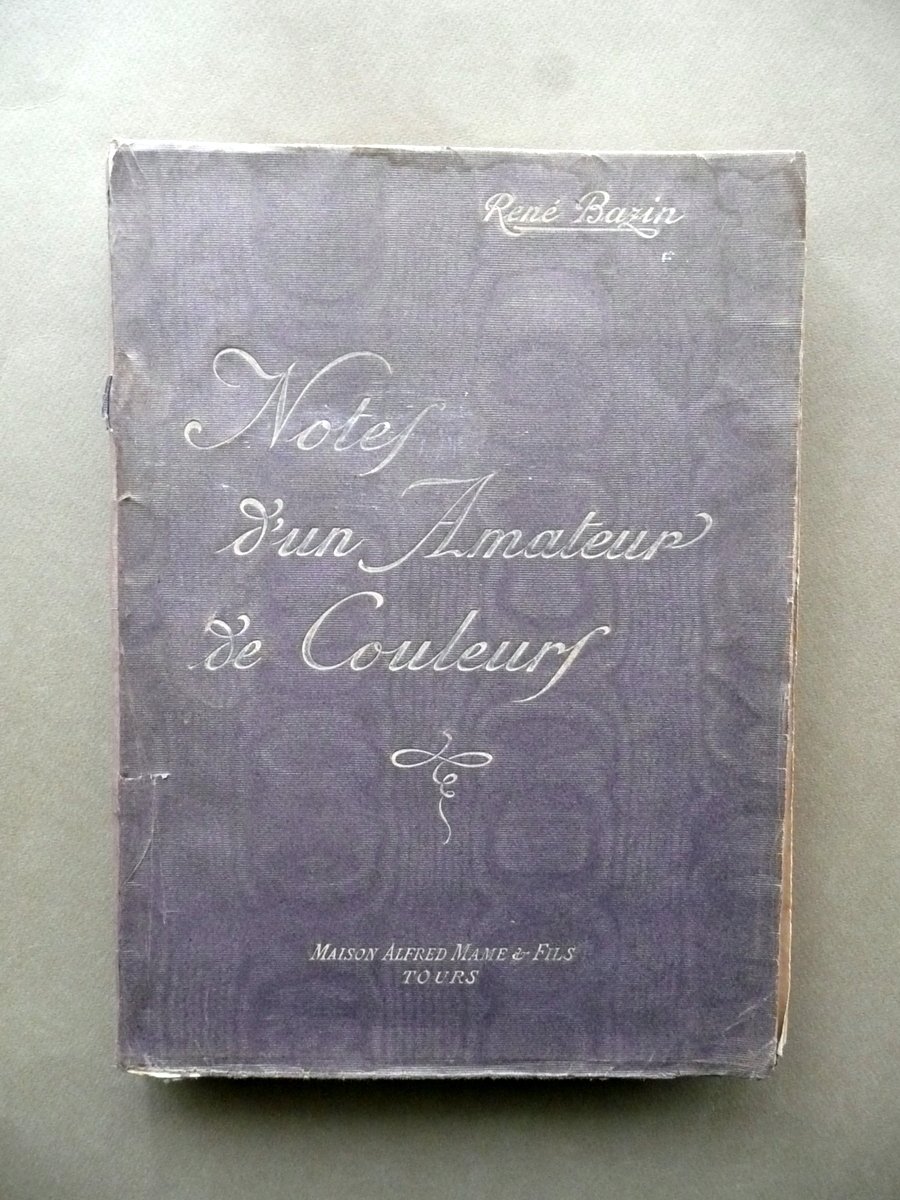 René Bazin
Notes
d'un Amateur
de Couleurs
MAISON ALFRED MAME & FILS
TOURS